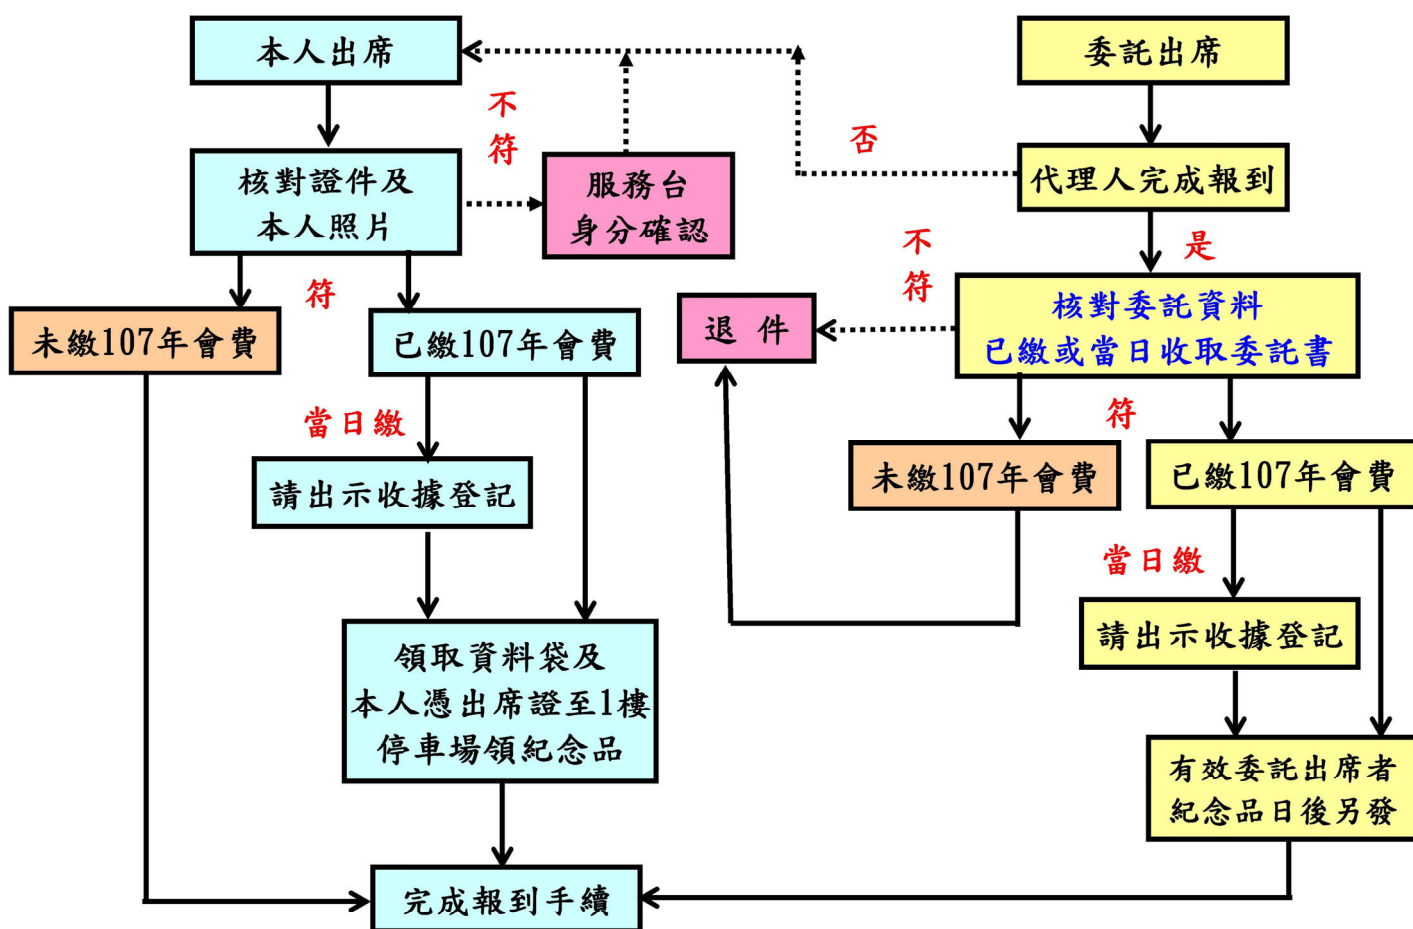 本人出席
委託出席
不
符
否
核對證件及
本人照片
服務台
身分確認
代理人完成報到
是
不
符
符
核對委託資料
已繳或當日收取委託書
未繳107年會費
已繳107年會費
退 件
符
當日繳
未繳107年會費
已繳107年會費
請出示收據登記
當日繳
請出示收據登記
領取資料袋及
本人憑出席證至1樓
停車場領紀念品
有效委託出席者
紀念品日後另發
完成報到手續